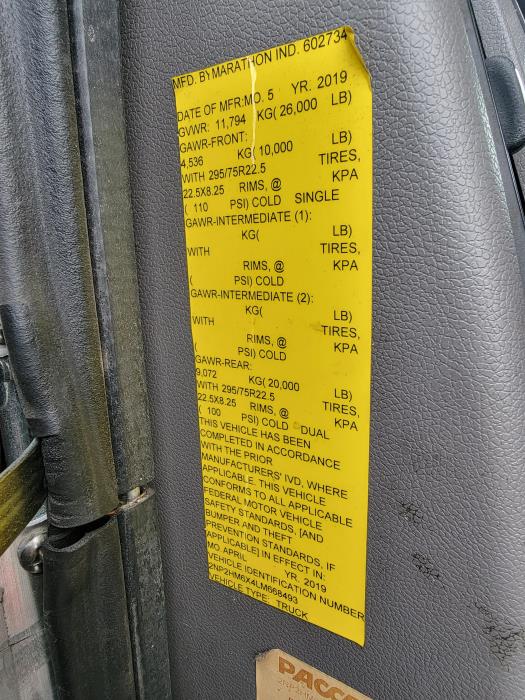 MFD. BY MARATHON IND. 602734
DATE OF MFR:MO. 5 YR. 2019
GVWR: 11,794 KG( 26,000 LB)
GAWR-FRONT:
4,536 KG( 10,000 LB)
WITH 295/75R22.5 TIRES,
22.5X8.25 RIMS, @ KPA
( 110 PSI) COLD SINGLE
GAWR-INTERMEDIATE (1):
KG( LB)
WITH TIRES,
RIMS, @ KPA
( PSI) COLD
GAWR-INTERMEDIATE (2):
KG( LB)
WITH TIRES,
RIMS, @ KPA
( PSI) COLD
GAWR-REAR:
9,072 KG( 20,000 LB)
WITH 295/75R22.5 TIRES,
22.5X8.25 RIMS, @ KPA
( 100 PSI) COLD DUAL
THIS VEHICLE HAS BEEN
COMPLETED IN ACCORDANCE
WITH THE PRIOR
MANUFACTURERS' IVD, WHERE
APPLICABLE. THIS VEHICLE
CONFORMS TO ALL APPLICABLE
FEDERAL MOTOR VEHICLE
SAFETY STANDARDS, [AND
BUMPER AND THEFT
PREVENTION STANDARDS, IF
APPLICABLE] IN EFFECT IN:
MO. APRIL YR. 2019
VEHICLE IDENTIFICATION NUMBER
2NP2HM6X4LM668493
VEHICLE TYPE: TRUCK
PACC